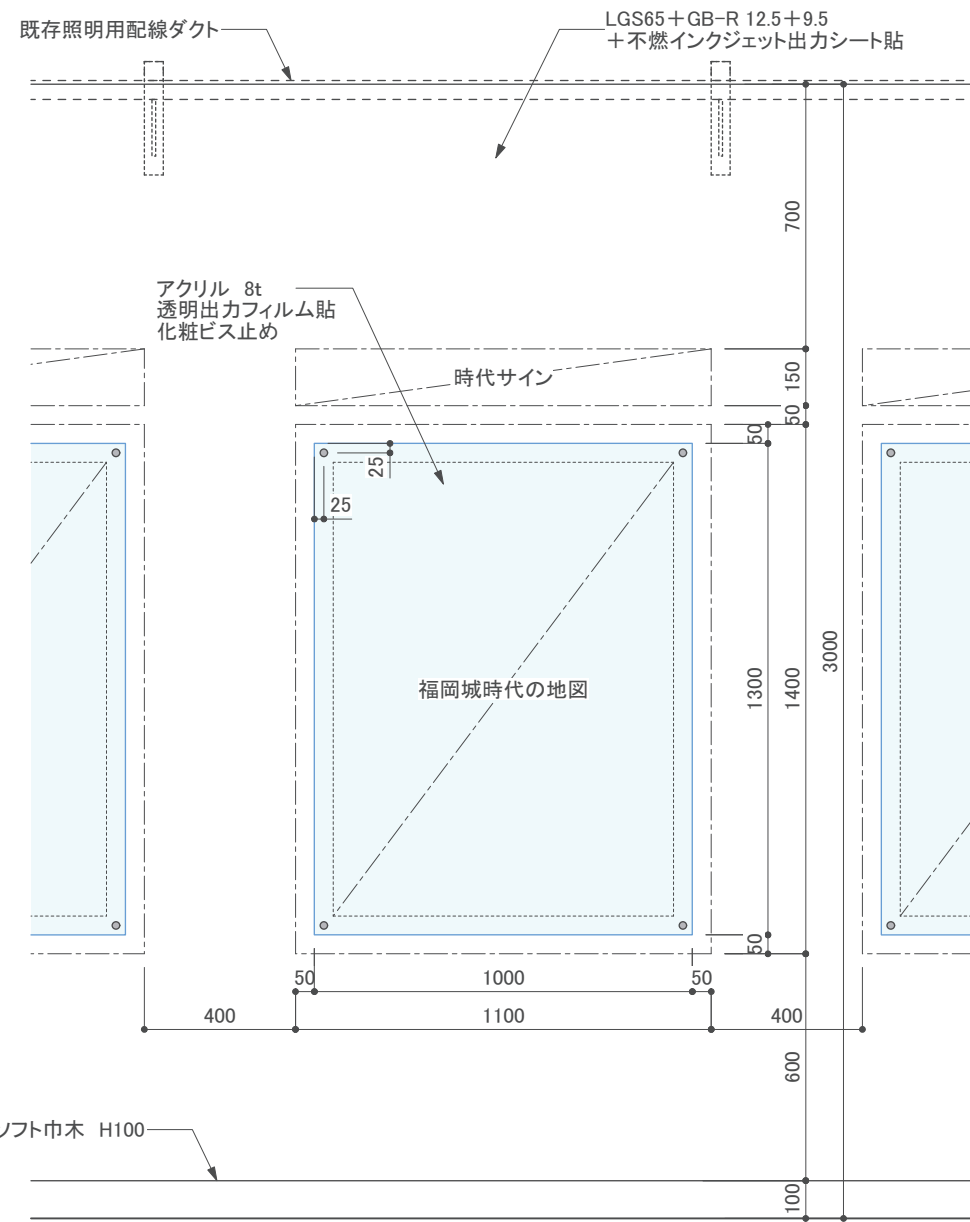 既存照明用配線ダクト
LGS65＋GB-R 12.5＋9.5
＋不燃インクジェット出力シート貼
700
アクリル 8t
透明出力フィルム貼
化粧ビス止め
時代サイン
150
50
50
25
25
福岡城時代の地図
1300
1400
3000
50
50
1000
50
400
1100
400
600
ソフト巾木 H100
100